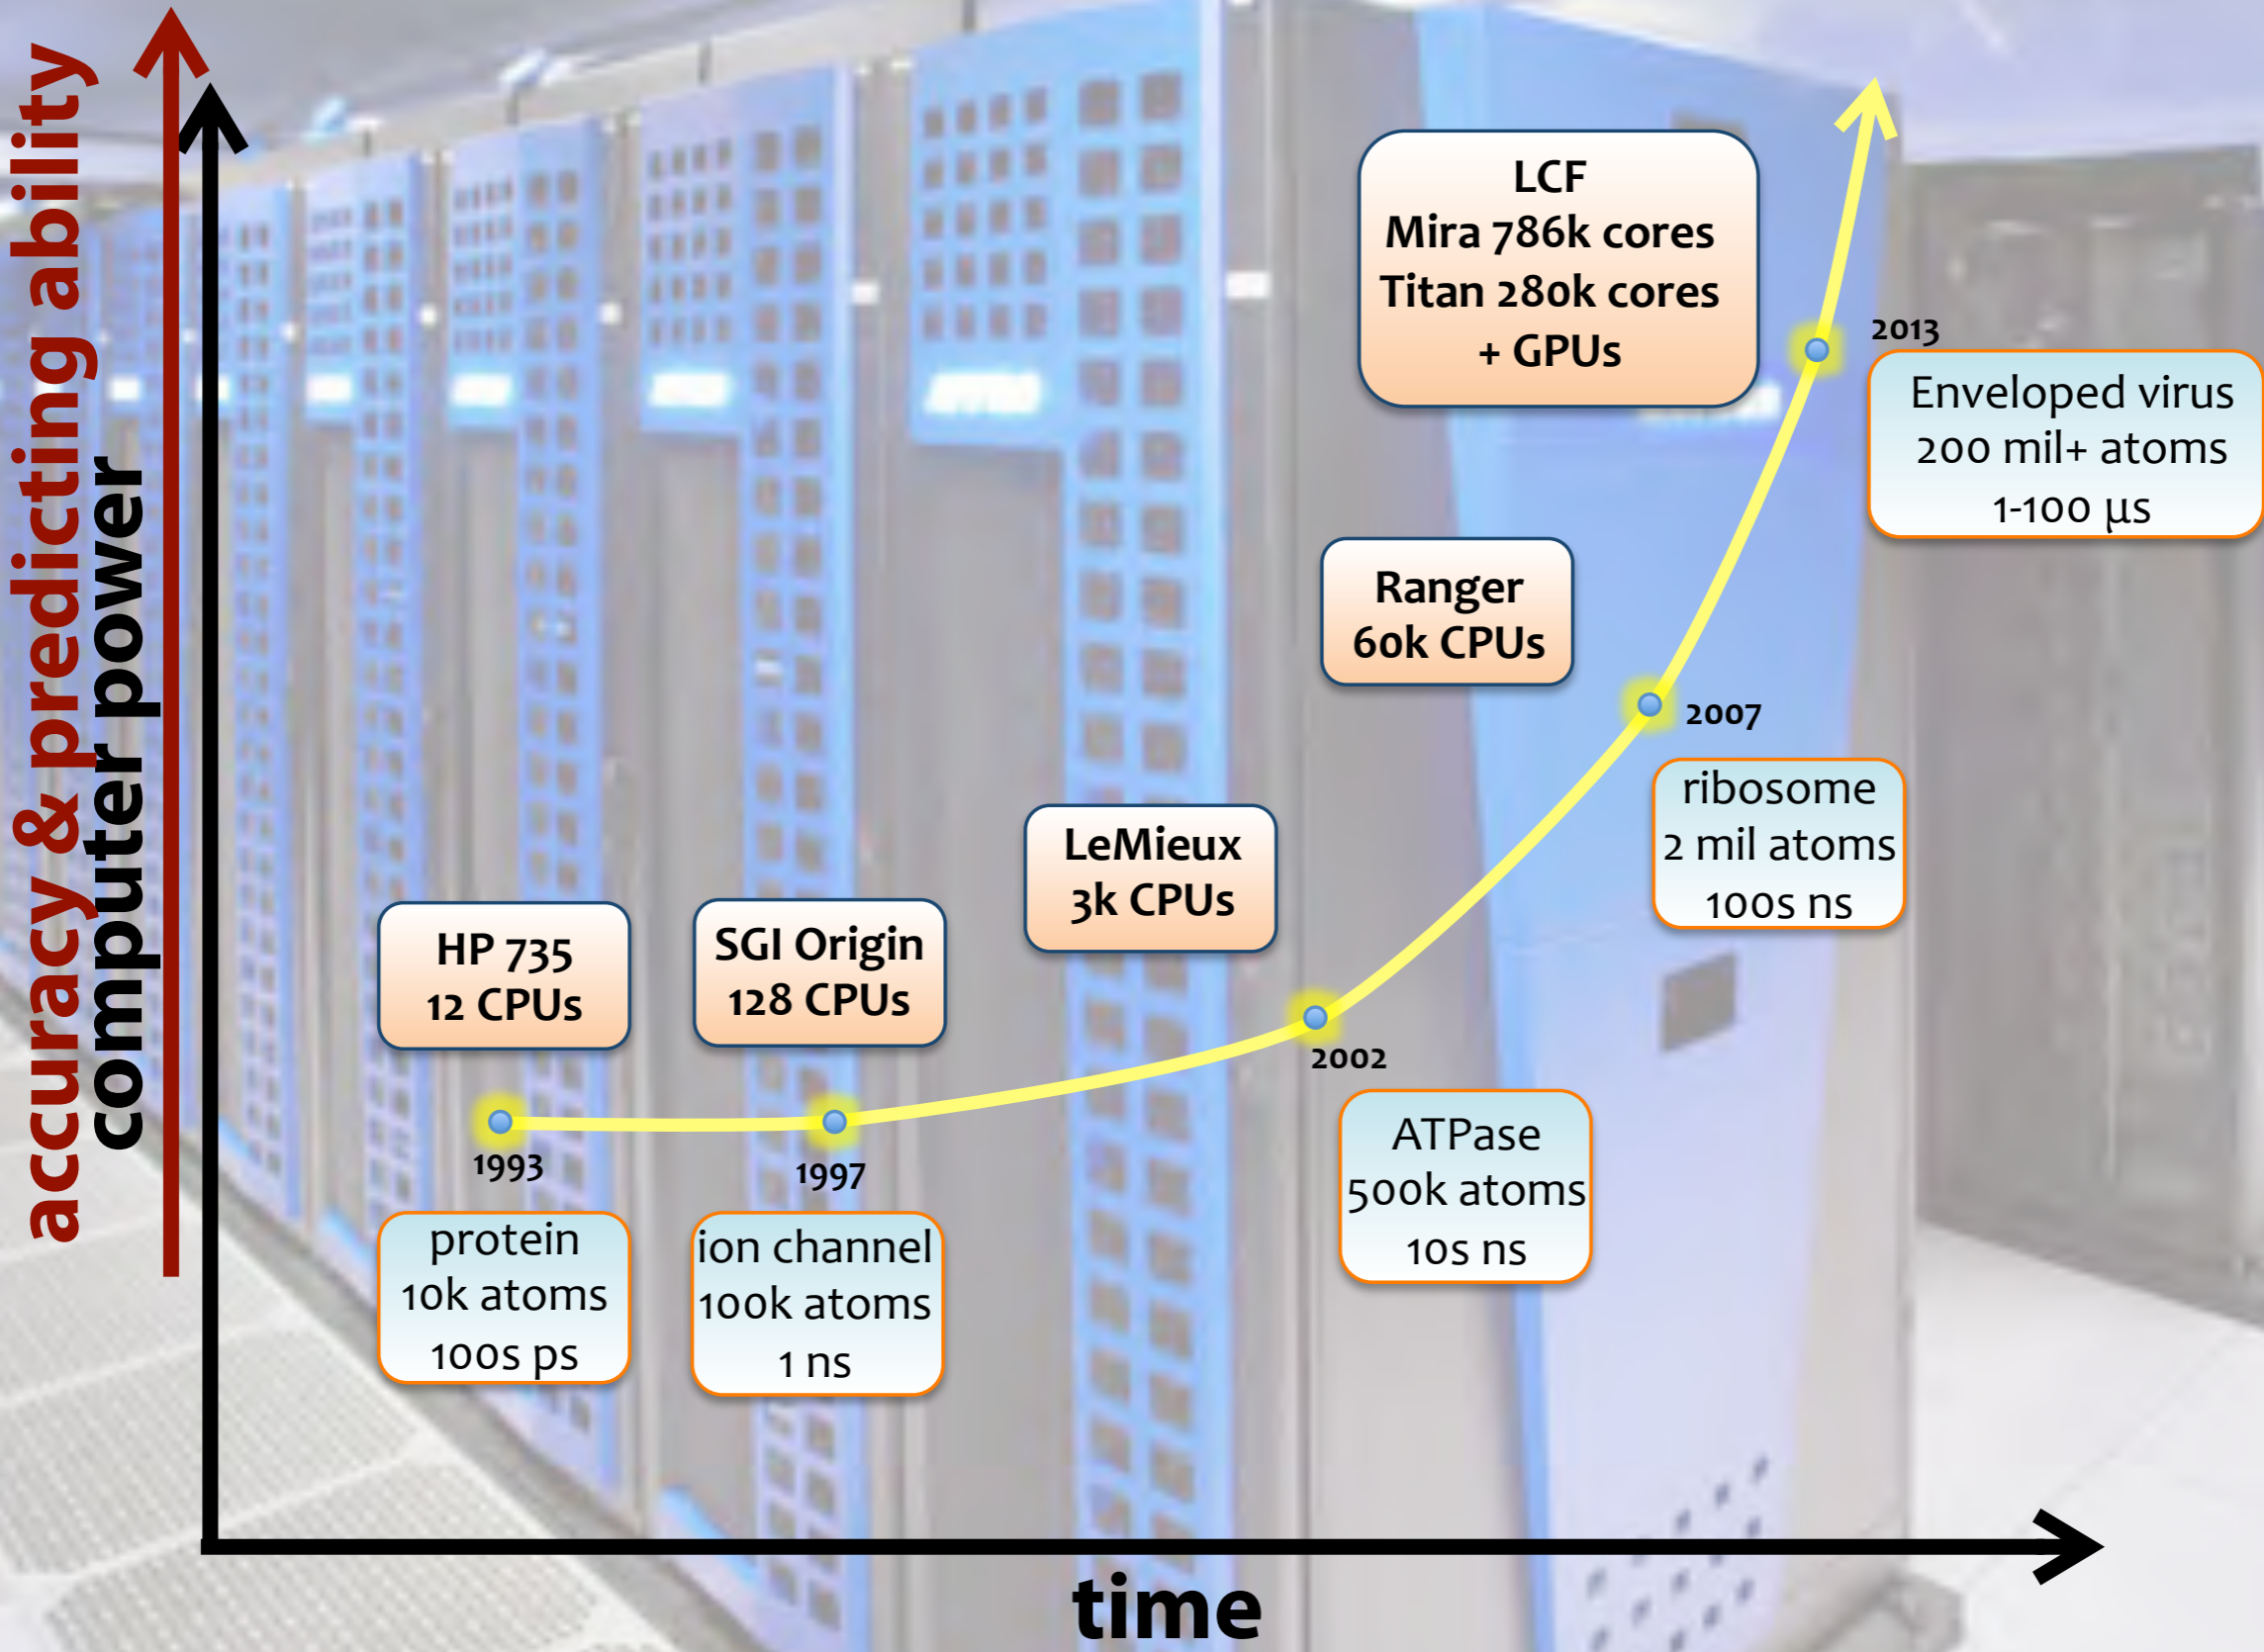 accuracy & predicting ability
computer power
LCF
Mira 786k cores
Titan 280k cores
+ GPUs
2013
Enveloped virus
200 mil+ atoms
1-100 µs
Ranger
60k CPUs
2007
ribosome
2 mil atoms
100s ns
LeMieux
3k CPUs
2002
ATPase
500k atoms
10s ns
HP 735
12 CPUs
1993
protein
10k atoms
100s ps
SGI Origin
128 CPUs
1997
ion channel
100k atoms
1 ns
time